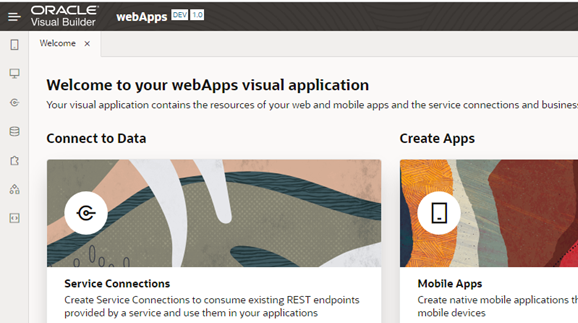 ORACLE
Visual Builder
webApps DEV 1.0
Welcome ×
Welcome to your webApps visual application
Your visual application contains the resources of your web and mobile apps and the service connections and
Connect to Data
Create Apps
Service Connections
Create Service Connections to consume existing REST endpoints
provided by a service and use them in your applications
Mobile Apps
Create native mobile applications
mobile devices